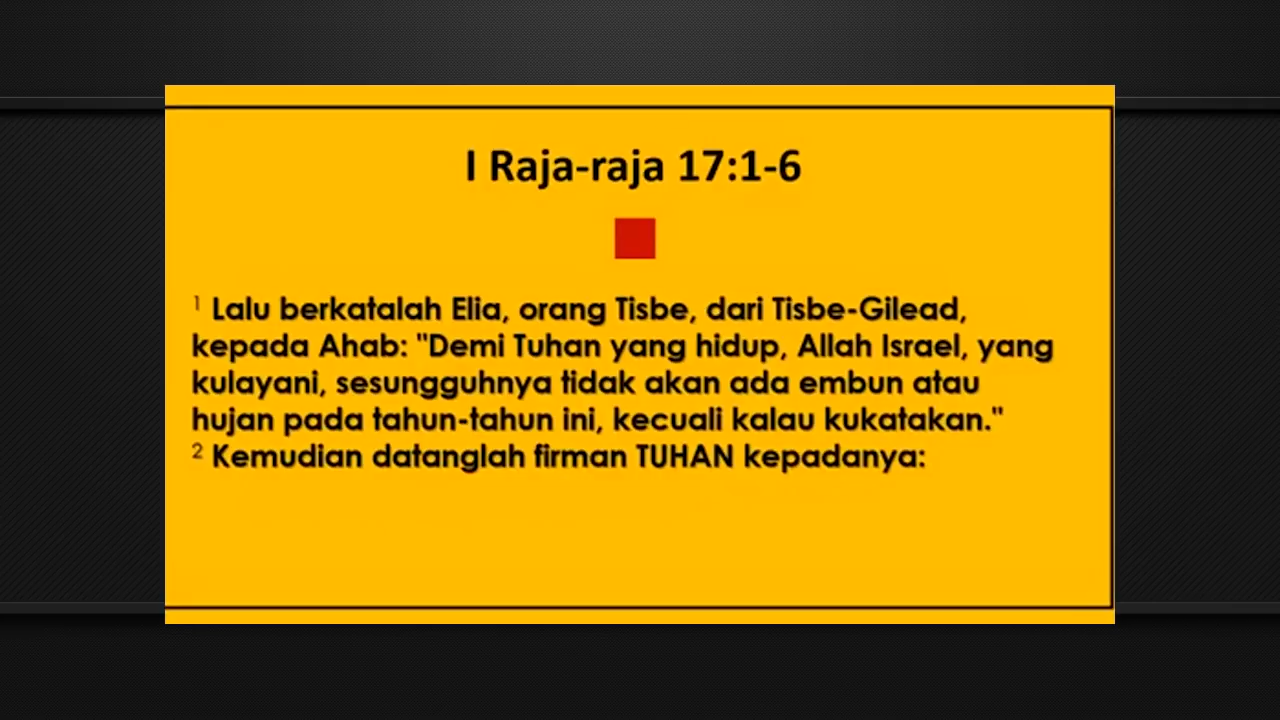 I Raja-raja 17:1-6
1 Lalu berkatalah Elia, orang Tisbe, dari Tisbe-Gilead,
kepada Ahab: "Demi Tuhan yang hidup, Allah Israel, yang
kulayani, sesungguhnya tidak akan ada embun atau
hujan pada tahun-tahun ini, kecuali kalau kukatakan."
2 Kemudian datanglah firman TUHAN kepadanya: